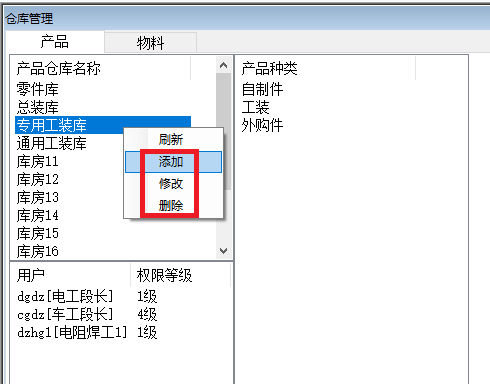 仓库管理
产品 物料
产品仓库名称
零件库
总装库
专用工装库
通用工装库
库房11
库房12
库房13
库房14
库房15
库房16
刷新
添加
修改
删除
产品种类
自制件
工装
外购件
用户 权限等级
dgdz[电工段长] 1级
cgdz[车工段长] 4级
dzhg1[电阻焊工1] 1级